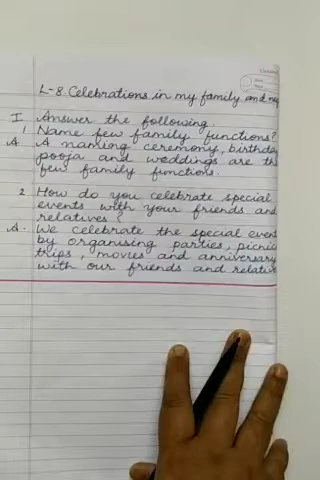 L-8. Celebrations in my family and my
I Answer the following.
1 Name few family functions?
A. A naming ceremony, birthday
pooja and weddings are the
few family functions.
2 How do you celebrate special
events with your friends and
relatives?
A. We celebrate the special event
by organising parties, picnic
trips, movies and anniversary
with our friends and relative